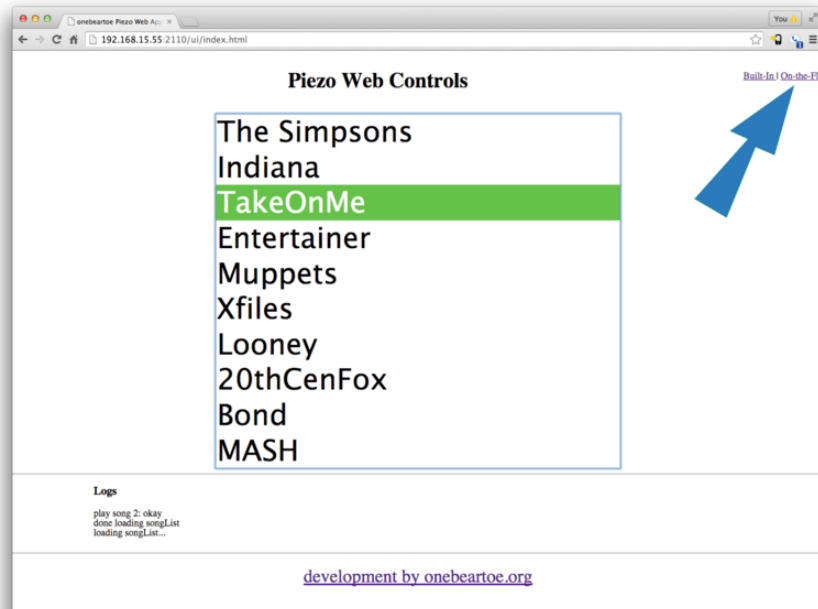 onebeartoe Piezo Web Ap
You
192.168.15.55:2110/ui/index.html
Piezo Web Controls
Built-In | On-the-Fl
The Simpsons
Indiana
TakeOnMe
Entertainer
Muppets
Xfiles
Looney
20thCenFox
Bond
MASH
Logs
play song 2: okay
done loading songList
loading songList...
development by onebeartoe.org